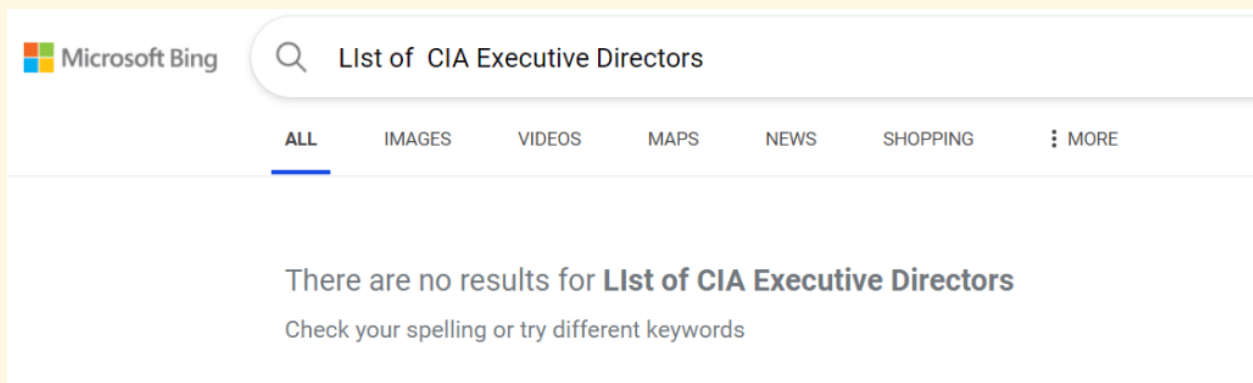 Microsoft Bing
LIst of  CIA Executive Directors
ALL IMAGES VIDEOS MAPS NEWS SHOPPING MORE
There are no results for LIst of CIA Executive Directors
Check your spelling or try different keywords